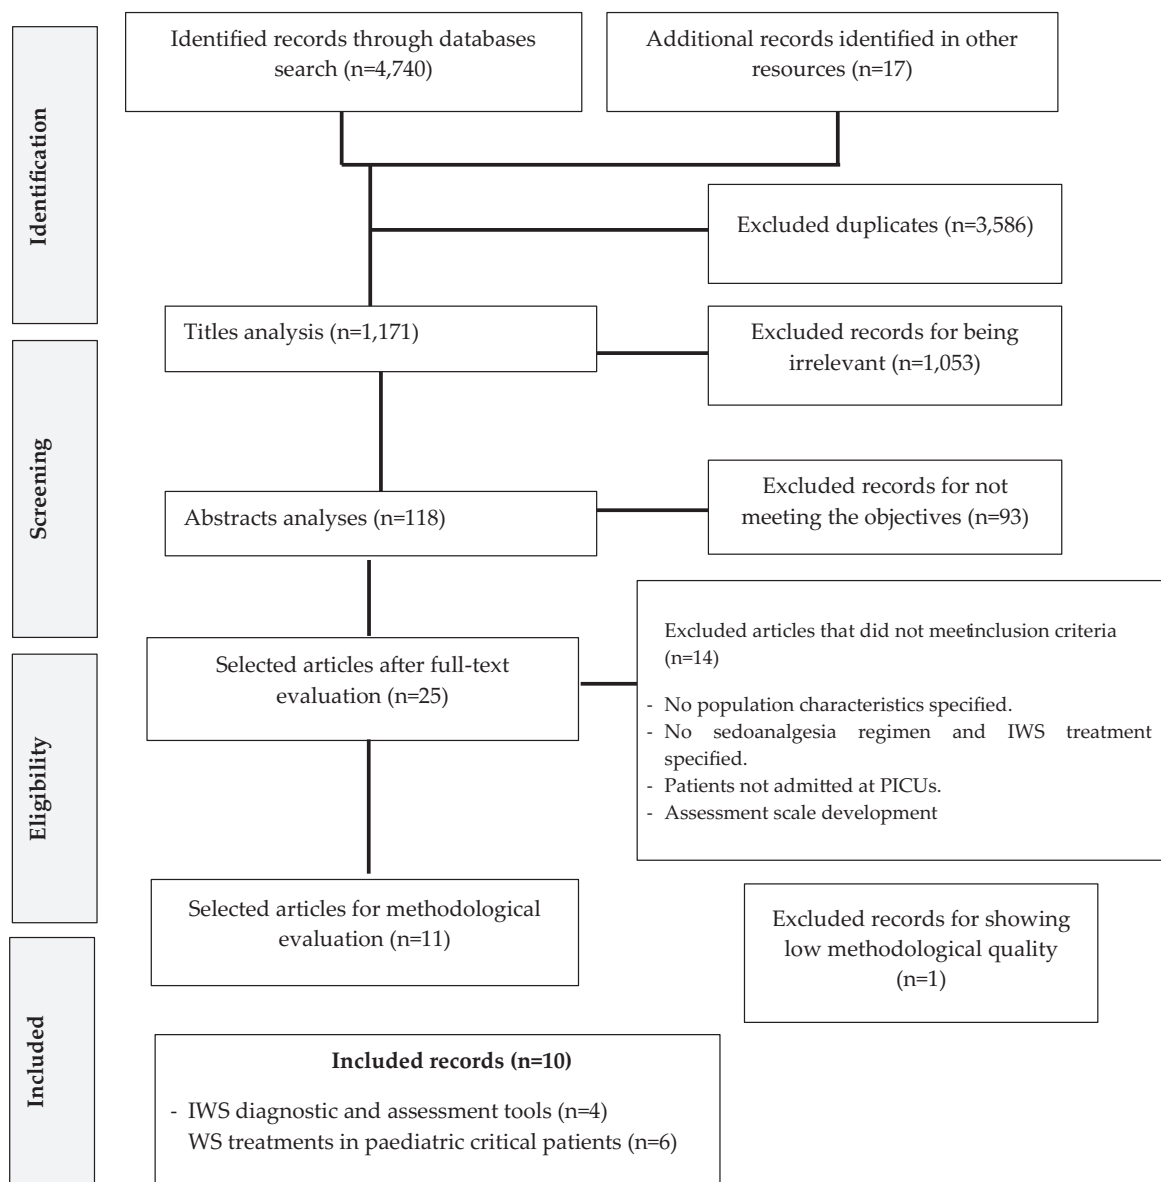 Identification
Identified records through databases
search (n=4,740)
Additional records identified in other
resources (n=17)
Excluded duplicates (n=3,586)
Titles analysis (n=1,171)
Excluded records for being
irrelevant (n=1,053)
Screening
Abstracts analyses (n=118)
Excluded records for not
meeting the objectives (n=93)
Eligibility
Selected articles after full-text
evaluation (n=25)
Excluded articles that did not meetinclusion criteria
(n=14)
- No population characteristics specified.
- No sedoanalgesia regimen and IWS treatment
specified.
- Patients not admitted at PICUs.
- Assessment scale development
Selected articles for methodological
evaluation (n=11)
Excluded records for showing
low methodological quality
(n=1)
Included
Included records (n=10)
- IWS diagnostic and assessment tools (n=4)
WS treatments in paediatric critical patients (n=6)